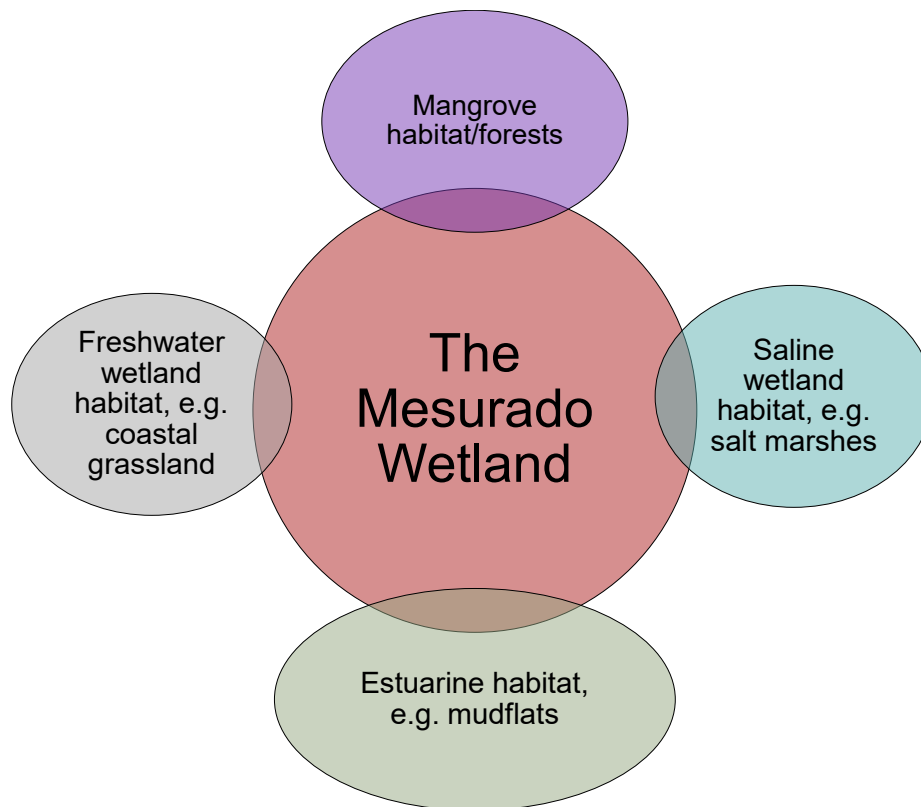 Mangrove
habitat/forests
Freshwater
wetland
habitat, e.g.
coastal
grassland
The
Mesurado
Wetland
Saline
wetland
habitat, e.g.
salt marshes
Estuarine habitat,
e.g. mudflats